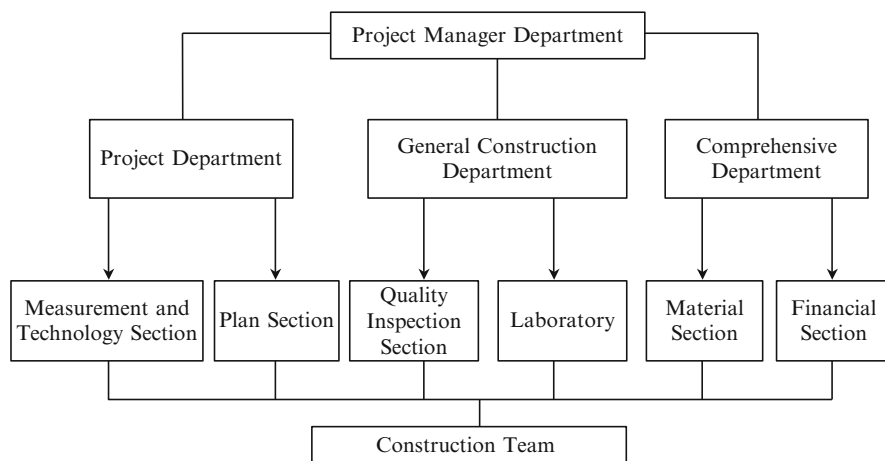 Project Manager Department
Project Department
General Construction
Department
Comprehensive
Department
Measurement and
Technology Section
Plan Section
Quality
Inspection
Section
Laboratory
Material
Section
Financial
Section
Construction Team